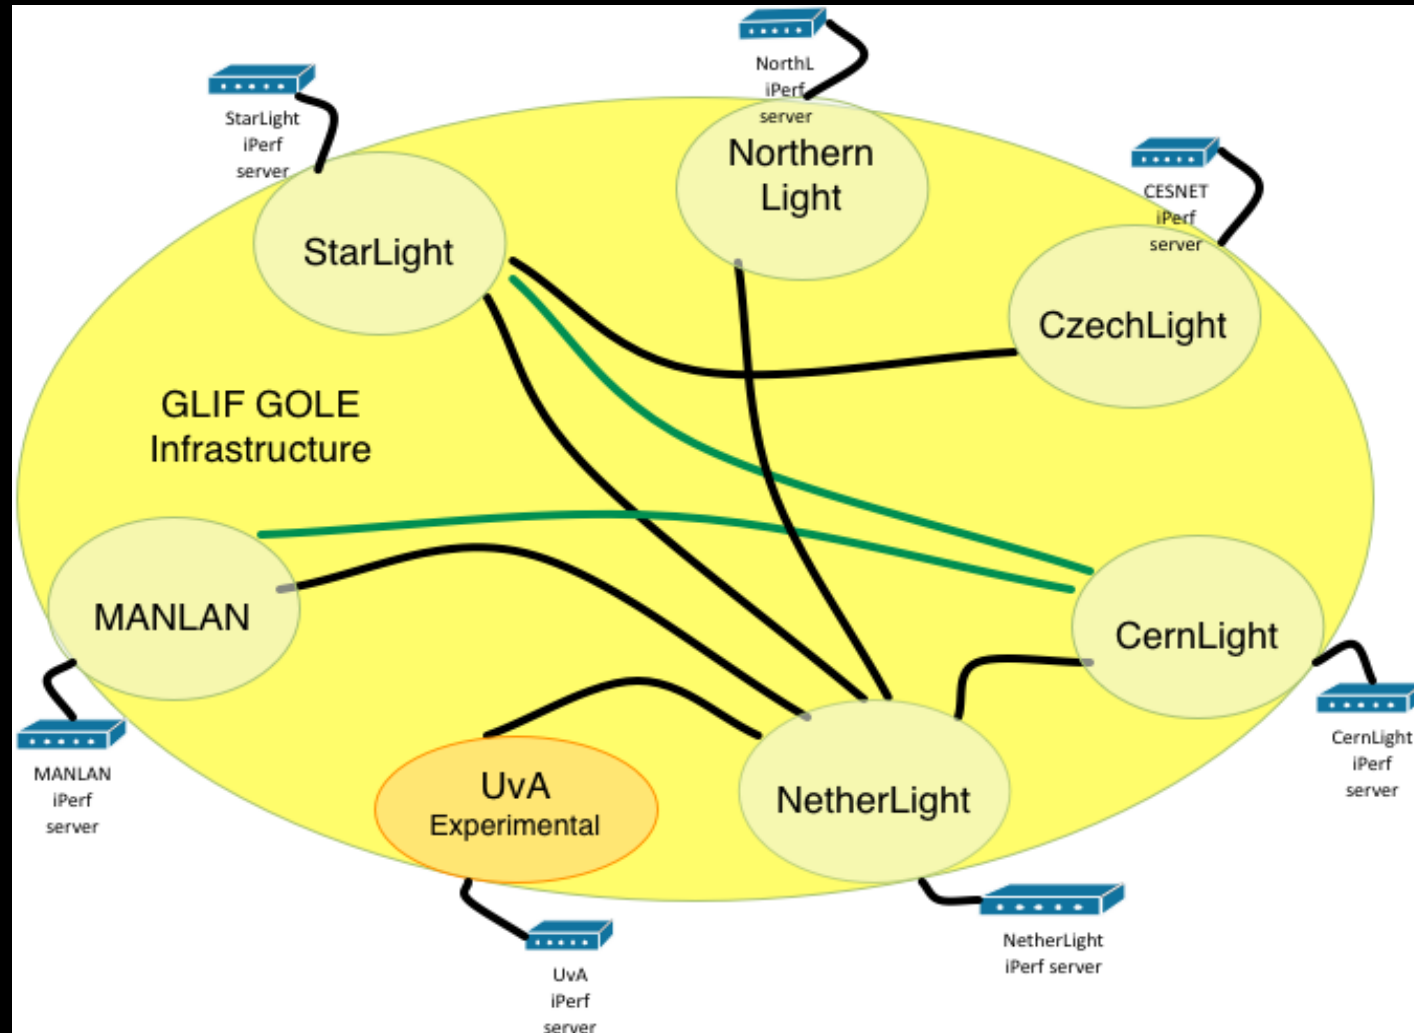 NorthL
iPerf
server
StarLight
iPerf
server
Northern
Light
CESNET
iPerf
server
StarLight
CzechLight
GLIF GOLE
Infrastructure
MANLAN
CernLight
MANLAN
iPerf
server
UvA
Experimental
NetherLight
CernLight
iPerf
server
NetherLight
iPerf server
UvA
iPerf
server